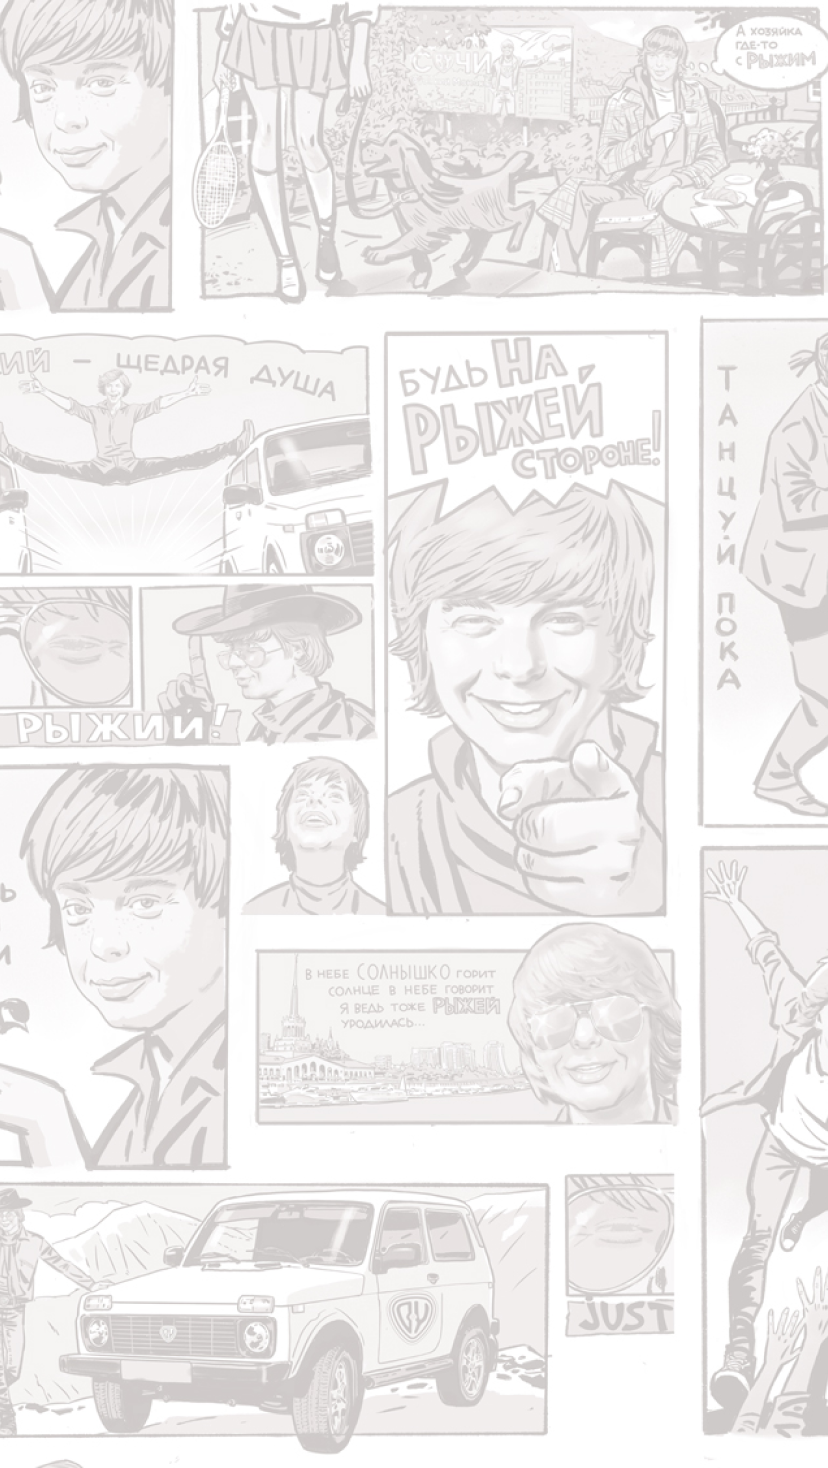 СОЧИ
А ХОЗЯЙКА
ГДЕ-ТО
С РЫЖИМ
ИЙ – ЩЕДРАЯ ДУША
БУДЬ НА
РЫЖЕЙ
СТОРОНЕ!
ТАНЦУЙ ПОКА
РЫЖИЙ!
Ь
И
В НЕБЕ СОЛНЫШКО ГОРИТ
СОЛНЦЕ В НЕБЕ ГОВОРИТ
Я ВЕДЬ ТОЖЕ РЫЖЕЙ
УРОДИЛАСЬ...
JUST